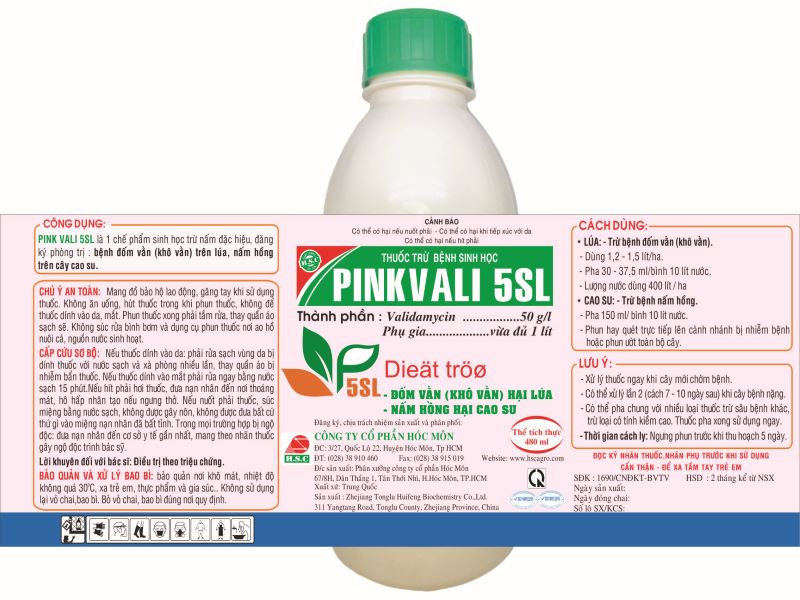 CÔNG DỤNG:
PINK VALI 5SL là 1 chế phẩm sinh học trừ nấm đặc hiệu, đăng
ký phòng trị : bệnh đốm vằn (khô vằn) trên lúa, nấm hồng
trên cây cao su.
CHÚ Ý AN TOÀN: Mang đồ bảo hộ lao động, găng tay khi sử dụng
thuốc. Không ăn uống, hút thuốc trong khi phun thuốc, không để
thuốc dính vào da, mắt. Phun thuốc xong phải tắm rửa, thay quần áo
sạch sẽ. Không súc rửa bình bơm và dụng cụ phun thuốc nơi ao hồ
nuôi cá, nguồn nước sinh hoạt.
CẤP CỨU SƠ BỘ: Nếu thuốc dính vào da: phải rửa sạch vùng da bị
dính thuốc với nước sạch và xà phòng nhiều lần, thay quần áo bị
nhiễm bẩn thuốc. Nếu thuốc dính vào mắt phải rửa ngay bằng nước
sạch 15 phút.Nếu hít phải hơi thuốc, đưa nạn nhân đến nơi thoáng
mát, hô hấp nhân tạo nếu ngưng thở. Nếu nuốt phải thuốc, súc
miệng bằng nước sạch, không được gây nôn, không được đưa bất cứ
thứ gì vào miệng nạn nhân đã bất tỉnh. Trong mọi trường hợp bị ngộ
độc: đưa nạn nhân đến cơ sở y tế gần nhất, mang theo nhãn thuốc
gây ngộ độc trình bác sỹ.
Lời khuyên đối với bác sĩ: Điều trị theo triệu chứng.
BẢO QUẢN VÀ XỬ LÝ BAO BÌ: bảo quản nơi khô mát, nhiệt độ
không quá 30°C, xa trẻ em, thực phẩm và gia súc.. Không sử dụng
lại vỏ chai,bao bì. Bỏ vỏ chai, bao bì đúng nơi quy định.
CẢNH BÁO
Có thể có hại nếu nuốt phải - Có thể có hại khi tiếp xúc với da
Có thể có hại nếu hít phải
H.S.C
THUỐC TRỪ BỆNH SINH HỌC
PINKVALI 5SL
Thành phần : Validamycin ..................50 g/l
Phụ gia....................vừa đủ 1 lít
5SL
Dieät tröø
- ĐỐM VẰN (KHÔ VẰN) HẠI LÚA
- NẤM HỒNG HẠI CAO SU
Đăng ký, chịu trách nhiệm sản xuất và phân phối:
H.S.C
CÔNG TY CỔ PHẦN HÓC MÔN
ĐC: 3/27, Quốc Lộ 22, Huyện Hóc Môn, Tp HCM
ĐT: (028) 38 910 460 Fax: (028) 38 915 019
Đ/c sản xuất: Phân xưởng công ty cổ phần Hóc Môn
67/8H, Dân Thắng 1, Tân Thới Nhì, H.Hóc Môn, TP.HCM
Xuất xứ: Trung Quốc
Sản xuất : Zhejiang Tonglu Huifeng Biochemistry Co.,Ltd.
311 Yangtang Road, Tonglu County, Zhejiang Province, China
Thể tích thực
480 ml
Website: www.hscagro.com
CÁCH DÙNG:
• LÚA: - Trừ bệnh đốm vằn (khô vằn).
- Dùng 1,2 - 1,5 lít/ha.
- Pha 30 - 37,5 ml/bình 10 lít nước.
- Lượng nước dùng 400 lít / ha
• CAO SU: - Trừ bệnh nấm hồng.
- Pha 150 ml/ bình 10 lít nước.
- Phun hay quét trực tiếp lên cành nhánh bị nhiễm bệnh
hoặc phun ướt toàn bộ cây.
LƯU Ý:
- Xử lý thuốc ngay khi cây mới chớm bệnh.
- Có thể xử lý lần 2 (cách 7 - 10 ngày sau) khi cây bệnh nặng.
- Có thể pha chung với nhiều loại thuốc trừ sâu bệnh khác,
trừ loại có tính kiềm cao. Thuốc pha xong sử dụng ngay.
- Thời gian cách ly: Ngưng phun trước khi thu hoạch 5 ngày.
ĐỌC KỸ NHÃN THUỐC.NHÃN PHỤ TRƯỚC KHI SỬ DỤNG
CẨN THẬN - ĐỂ XA TẦM TAY TRẺ EM
SĐK : 1690/CNĐKT-BVTV HSD : 2 tháng kể từ NSX
Ngày sản xuất:
Ngày đóng chai:
Số lô SX/KCS: